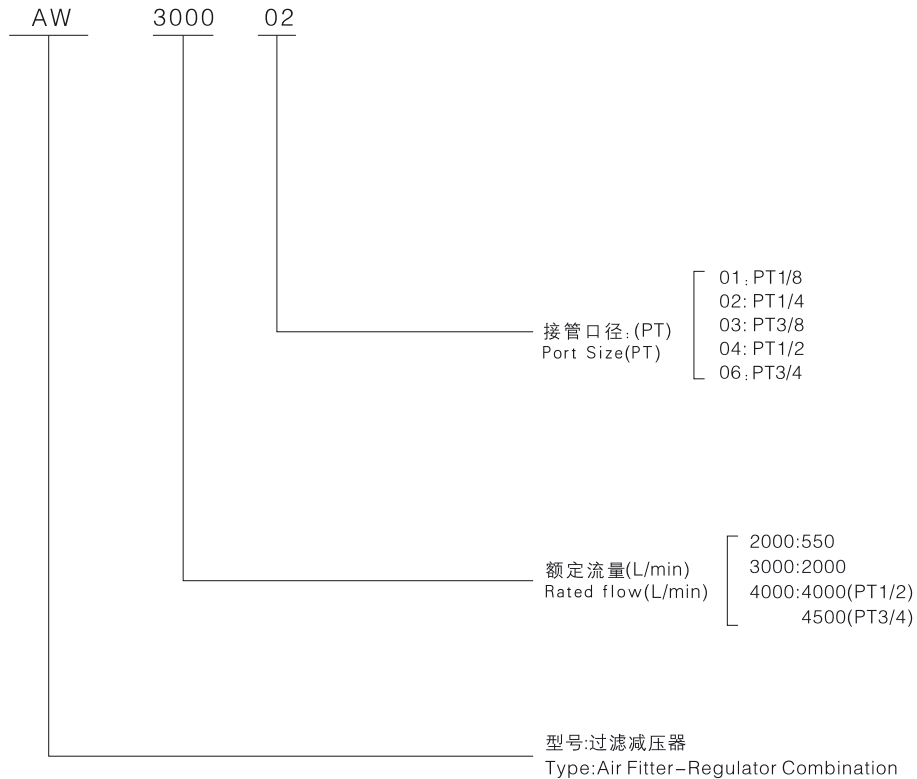 AW 3000 02
接管口径:(PT)
Port Size(PT)
01:PT1/8
02:PT1/4
03:PT3/8
04:PT1/2
06:PT3/4
额定流量(L/min)
Rated flow(L/min)
2000:550
3000:2000
4000:4000(PT1/2)
4500(PT3/4)
型号:过滤减压器
Type:Air Fitter-Regulator Combination